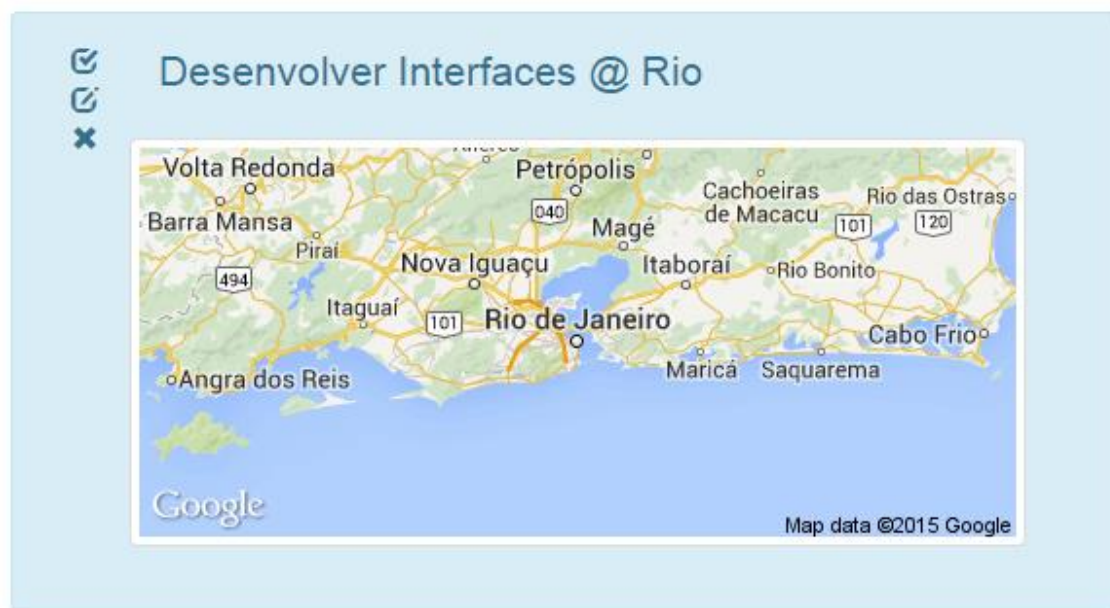 Desenvolver Interfaces @ Rio
Volta Redonda
Petrópolis
Cachoeiras
de Macacu
Rio das Ostras
Barra Mansa
040
Magé
101
120
Piraí
Nova Iguaçu
Itaboraí
Rio Bonito
494
Itaguaí
101
Rio de Janeiro
Cabo Frio
Angra dos Reis
Maricá
Saquarema
Google
Map data ©2015 Google